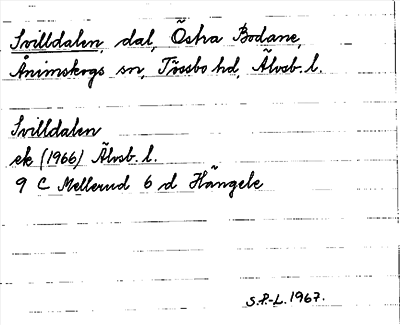 Svilldalen, dal, Östra Bodane,
Ånimskogs sn, Tössbo hd, Älvsb. l.
Svilldalen
ek (1966) Älvsb. l.
9 C Mellerud 6 d Hängele
S.P.-L. 1967.